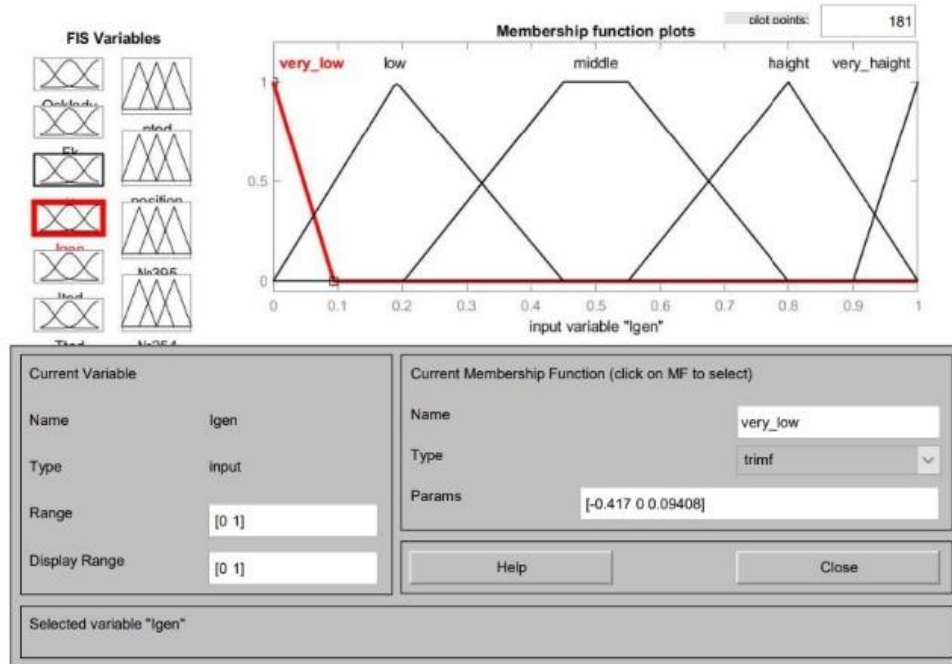 plot points: 181
FIS Variables
Membership function plots
very_low low middle haight very_haight
1
0.5
0
0 0.1 0.2 0.3 0.4 0.5 0.6 0.7 0.8 0.9 1
input variable "Igen"
position
Igen
№395
Current Variable
Name Igen
Type input
Range [0 1]
Display Range [0 1]
Current Membership Function (click on MF to select)
Name very_low
Type trimf
Params [-0.417 0 0.09408]
Help Close
Selected variable "Igen"